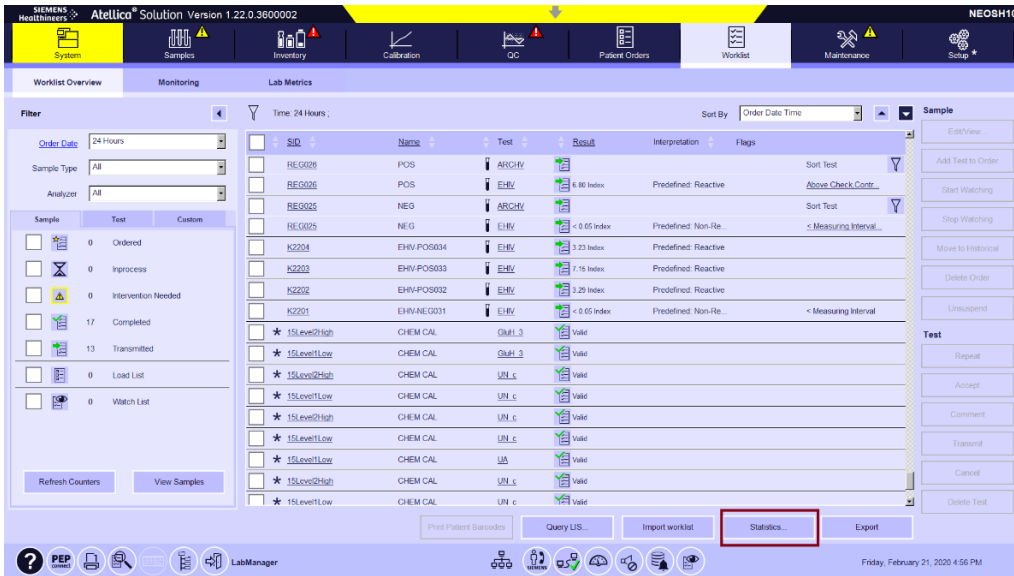 SIEMENS Healthineers Atellica® Solution Version 1.22.0.3600002 NEOSH10
System Samples Inventory Calibration QC Patient Orders Worklist Maintenance Setup *
Worklist Overview Monitoring Lab Metrics
Filter
Order Date 24 Hours
Sample Type All
Analyzer All
Sample Test Custom
0 Ordered
0 Inprocess
0 Intervention Needed
17 Completed
13 Transmitted
0 Load List
0 Watch List
Refresh Counters View Samples
Time: 24 Hours ; Sort By Order Date Time
SID Name Test Result Interpretation Flags
REG026 POS ARCHV Sort Test
REG026 POS EHIV 6.80 Index Predefined: Reactive Above Check,Contr...
REG025 NEG ARCHV Sort Test
REG025 NEG EHIV < 0.05 Index Predefined: Non-Re... < Measuring Interval...
K2204 EHIV-POS034 EHIV 3.23 Index Predefined: Reactive
K2203 EHIV-POS033 EHIV 7.15 Index Predefined: Reactive
K2202 EHIV-POS032 EHIV 3.29 Index Predefined: Reactive
K2201 EHIV-NEG031 EHIV < 0.05 Index Predefined: Non-Re... < Measuring Interval
* 15Level2High CHEM CAL GluH_3 Valid
* 15Level1Low CHEM CAL GluH_3 Valid
* 15Level2High CHEM CAL UN_c Valid
* 15Level1Low CHEM CAL UN_c Valid
* 15Level2High CHEM CAL UN_c Valid
* 15Level1Low CHEM CAL UN_c Valid
* 15Level1Low CHEM CAL UA Valid
* 15Level2High CHEM CAL UN_c Valid
* 15Level1Low CHEM CAL UN_c Valid
Print Patient Barcodes Query LIS... Import worklist Statistics... Export
Sample
Edit/View...
Add Test to Order
Start Watching
Stop Watching
Move to Historical
Delete Order
Unsuspend
Test
Repeat
Accept
Comment
Transmit
Cancel
Delete Test
? PEP connect LabManager SIEMENS Friday, February 21, 2020 4:56 PM